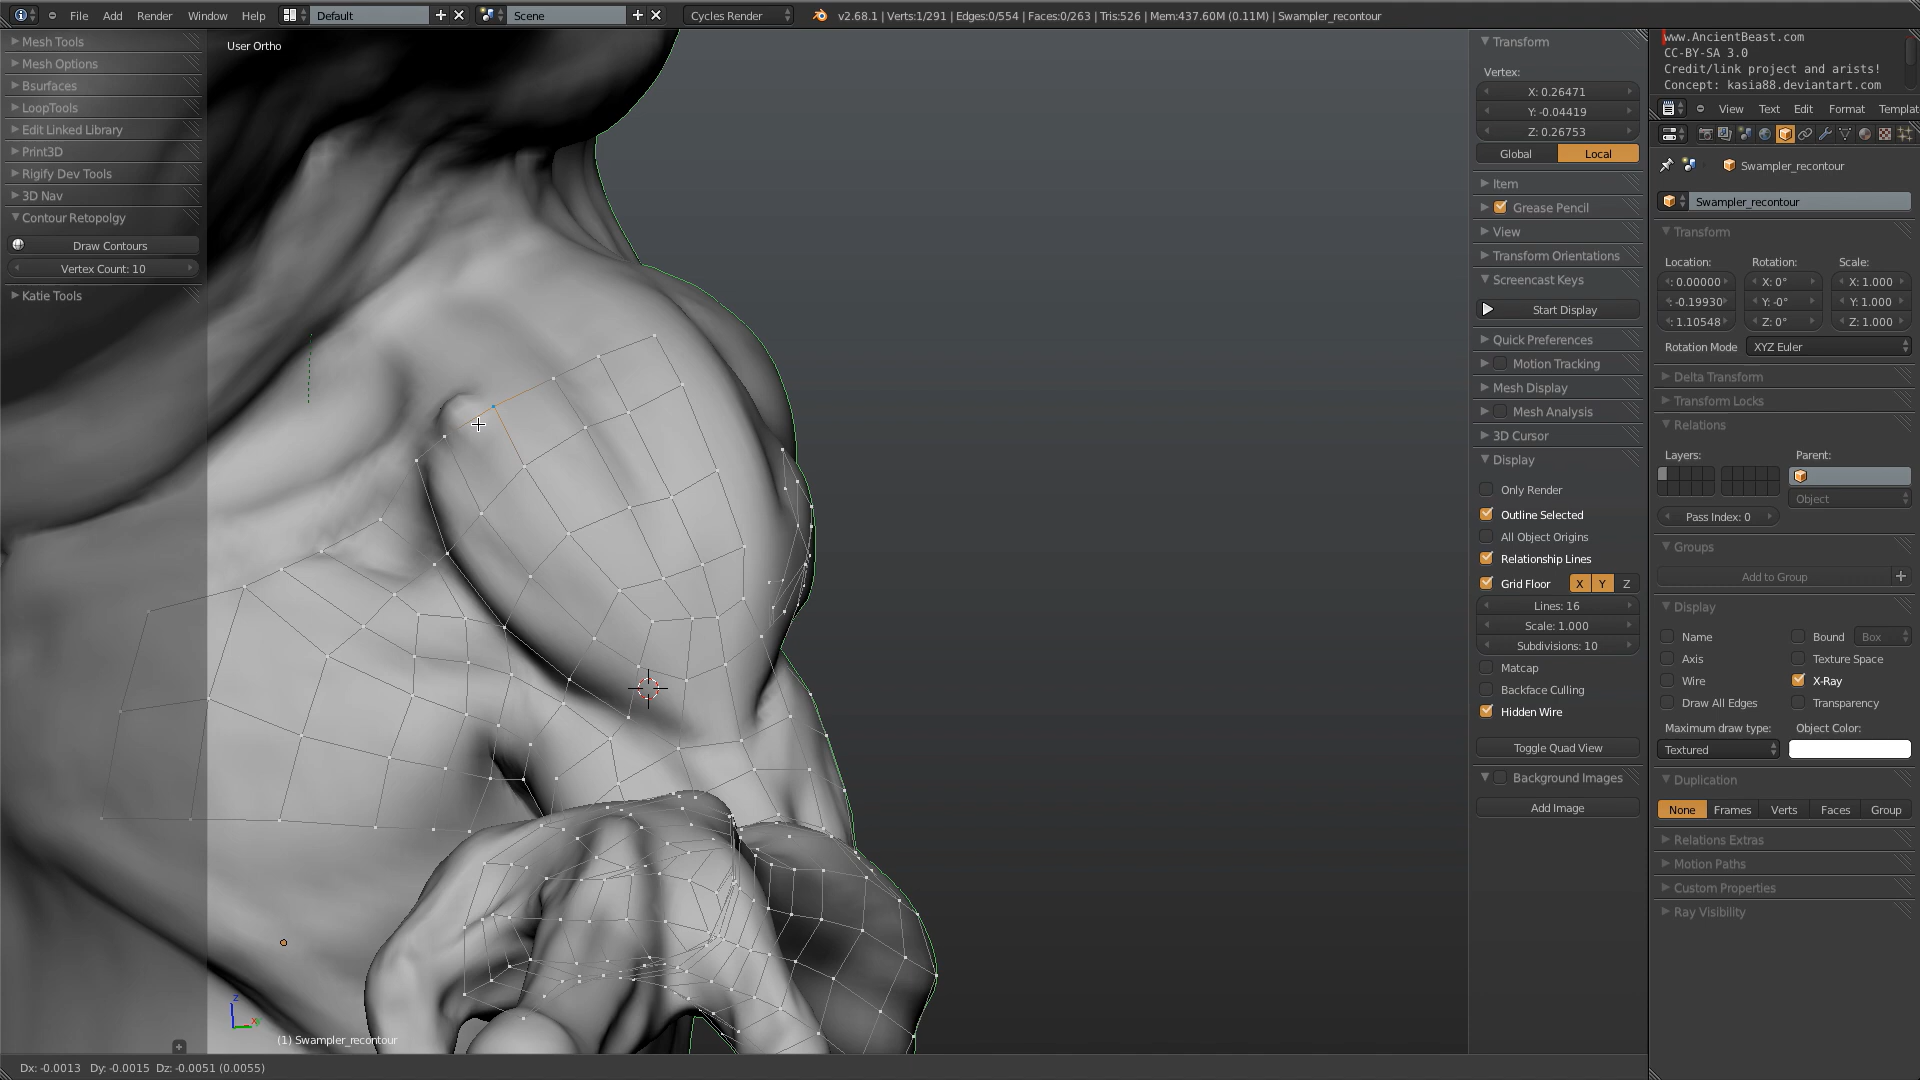 File Add Render Window Help Default Scene Cycles Render v2.68.1 | Verts:1/291 | Edges:0/554 | Faces:0/263 | Tris:526 | Mem:437.60M (0.11M) | Swampler_recontour
Mesh Tools
Mesh Options
Bsurfaces
LoopTools
Edit Linked Library
Print3D
Rigify Dev Tools
3D Nav
Contour Retopolgy
Draw Contours
Vertex Count: 10
Katie Tools
User Ortho
(1) Swampler_recontour
Dx: -0.0013 Dy: -0.0015 Dz: -0.0051 (0.0055)
Transform
Vertex:
X: 0.26471
Y: -0.04419
Z: 0.26753
Global Local
Item
Grease Pencil
View
Transform Orientations
Screencast Keys
Start Display
Quick Preferences
Motion Tracking
Mesh Display
Mesh Analysis
3D Cursor
Display
Only Render
Outline Selected
All Object Origins
Relationship Lines
Grid Floor X Y Z
Lines: 16
Scale: 1.000
Subdivisions: 10
Matcap
Backface Culling
Hidden Wire
Toggle Quad View
Background Images
Add Image
www.AncientBeast.com
CC-BY-SA 3.0
Credit/link project and arists!
Concept: kasia88.deviantart.com
View Text Edit Format Templat
Swampler_recontour
Swampler_recontour
Transform
Location: Rotation: Scale:
: 0.00000 X: 0° X: 1.000
: -0.19930 Y: -0° Y: 1.000
: 1.10548 Z: 0° Z: 1.000
Rotation Mode XYZ Euler
Delta Transform
Transform Locks
Relations
Layers: Parent:
Object
Pass Index: 0
Groups
Add to Group
Display
Name Bound Box
Axis Texture Space
Wire X-Ray
Draw All Edges Transparency
Maximum draw type: Object Color:
Textured
Duplication
None Frames Verts Faces Group
Relations Extras
Motion Paths
Custom Properties
Ray Visibility